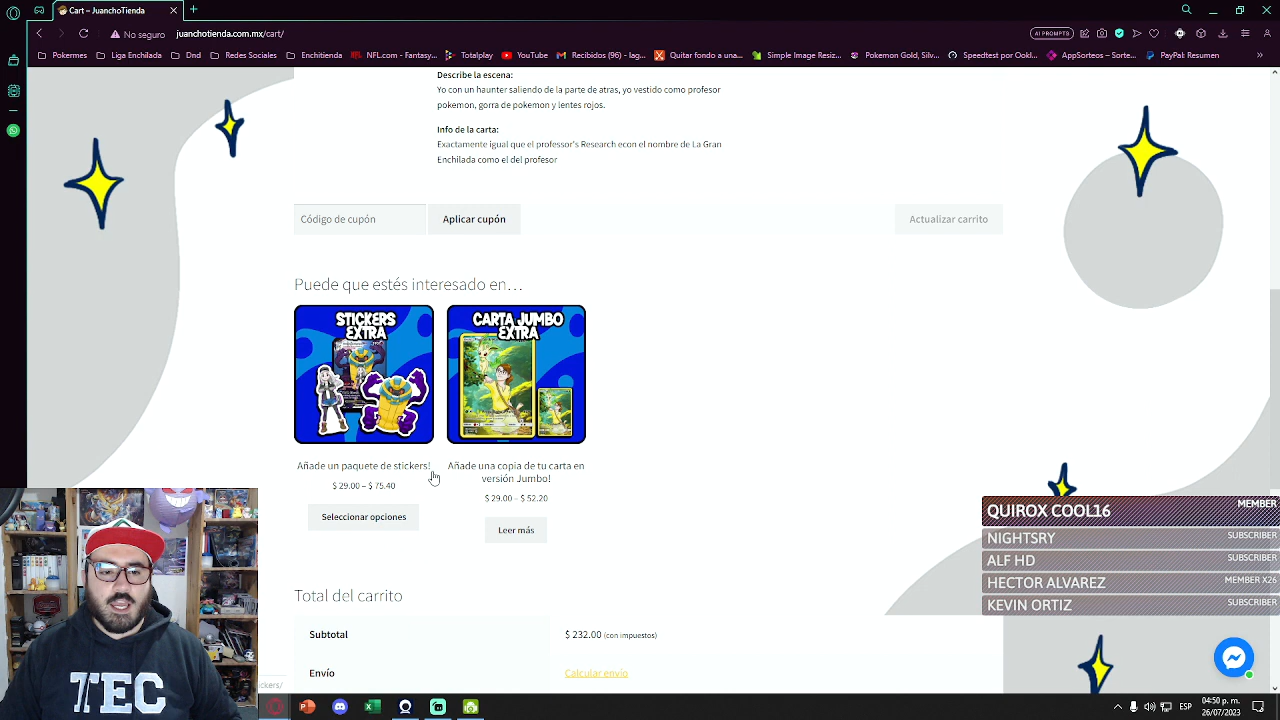 Cart – JuanchoTienda
No seguro
juanchod.com.mx/cart/
AI PROMPTS
Pokermes
Liga Enchilada
Dnd
Redes Sociales
Enchitienda
NFL.com - Fantasy...
Totalplay
YouTube
Recibidos (96) - lag...
Quitar fondo a una...
Simple Image Resiz...
Pokemon Gold, Silv...
Speedtest por Ookl...
AppSorteos – Sorte...
PayPak Resumen
Describe la escena:
Yo con un haunter saliendo de la parte de atras, yo vestido como profesor
pokemon, gorra de pokemon y lentes rojos.
Info de la carta:
Exactamente igual que el professor's Research econ el nombre de La Gran
Enchilada como el del profesor
Código de cupón
Aplicar cupón
Actualizar carrito
Puede que estés interesado en…
STICKERS
EXTRA
CARTA JUMBO
EXTRA
Añade un paquete de stickers!
$ 29.00 – $ 75.40
Seleccionar opciones
Añade una copia de tu carta en
versión Jumbo!
$ 29.00 – $ 52.20
Leer más
Total del carrito
Subtotal
$ 232.00 (con impuestos)
Envío
Calcular envío
ickers/
QUIROX COOL16 MEMBER
NIGHTSRY SUBSCRIBER
ALF HD SUBSCRIBER
HECTOR ALVAREZ MEMBER X26
KEVIN ORTIZ SUBSCRIBER
TEC
ESP
04:50 p. m.
26/07/2023